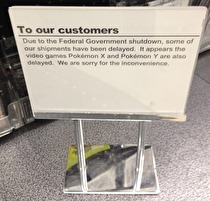 To our customers
Due to the Federal Government shutdown, some of
our shipments have been delayed. It appears the
video games Pokémon X and Pokémon Y are also
delayed. We are sorry for the inconvenience.